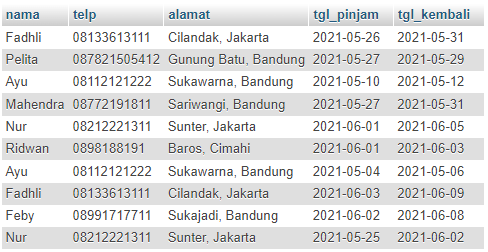 nama telp alamat tgl_pinjam tgl_kembali
Fadhli 08133613111 Cilandak, Jakarta 2021-05-26 2021-05-31
Pelita 087821505412 Gunung Batu, Bandung 2021-05-27 2021-05-29
Ayu 08112121222 Sukawarna, Bandung 2021-05-10 2021-05-12
Mahendra 08772191811 Sariwangi, Bandung 2021-05-27 2021-05-31
Nur 08212221311 Sunter, Jakarta 2021-06-01 2021-06-05
Ridwan 0898188191 Baros, Cimahi 2021-06-01 2021-06-03
Ayu 08112121222 Sukawarna, Bandung 2021-05-04 2021-05-06
Fadhli 08133613111 Cilandak, Jakarta 2021-06-03 2021-06-09
Feby 08991717711 Sukajadi, Bandung 2021-06-02 2021-06-08
Nur 08212221311 Sunter, Jakarta 2021-05-25 2021-06-02